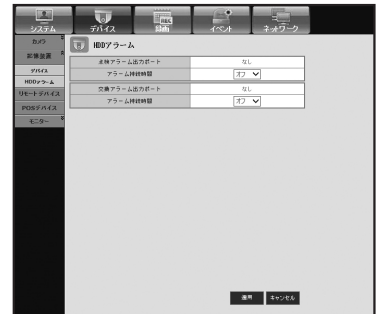 システム
デバイス
録画
イベント
ネットワーク
カメラ
記憶装置
デバイス
HDDアラーム
リモートデバイス
POSデバイス
モニター
HDDアラーム
点検アラーム出力ポート なし
アラーム持続時間 オフ
交換アラーム出力ポート なし
アラーム持続時間 オフ
適用 キャンセル